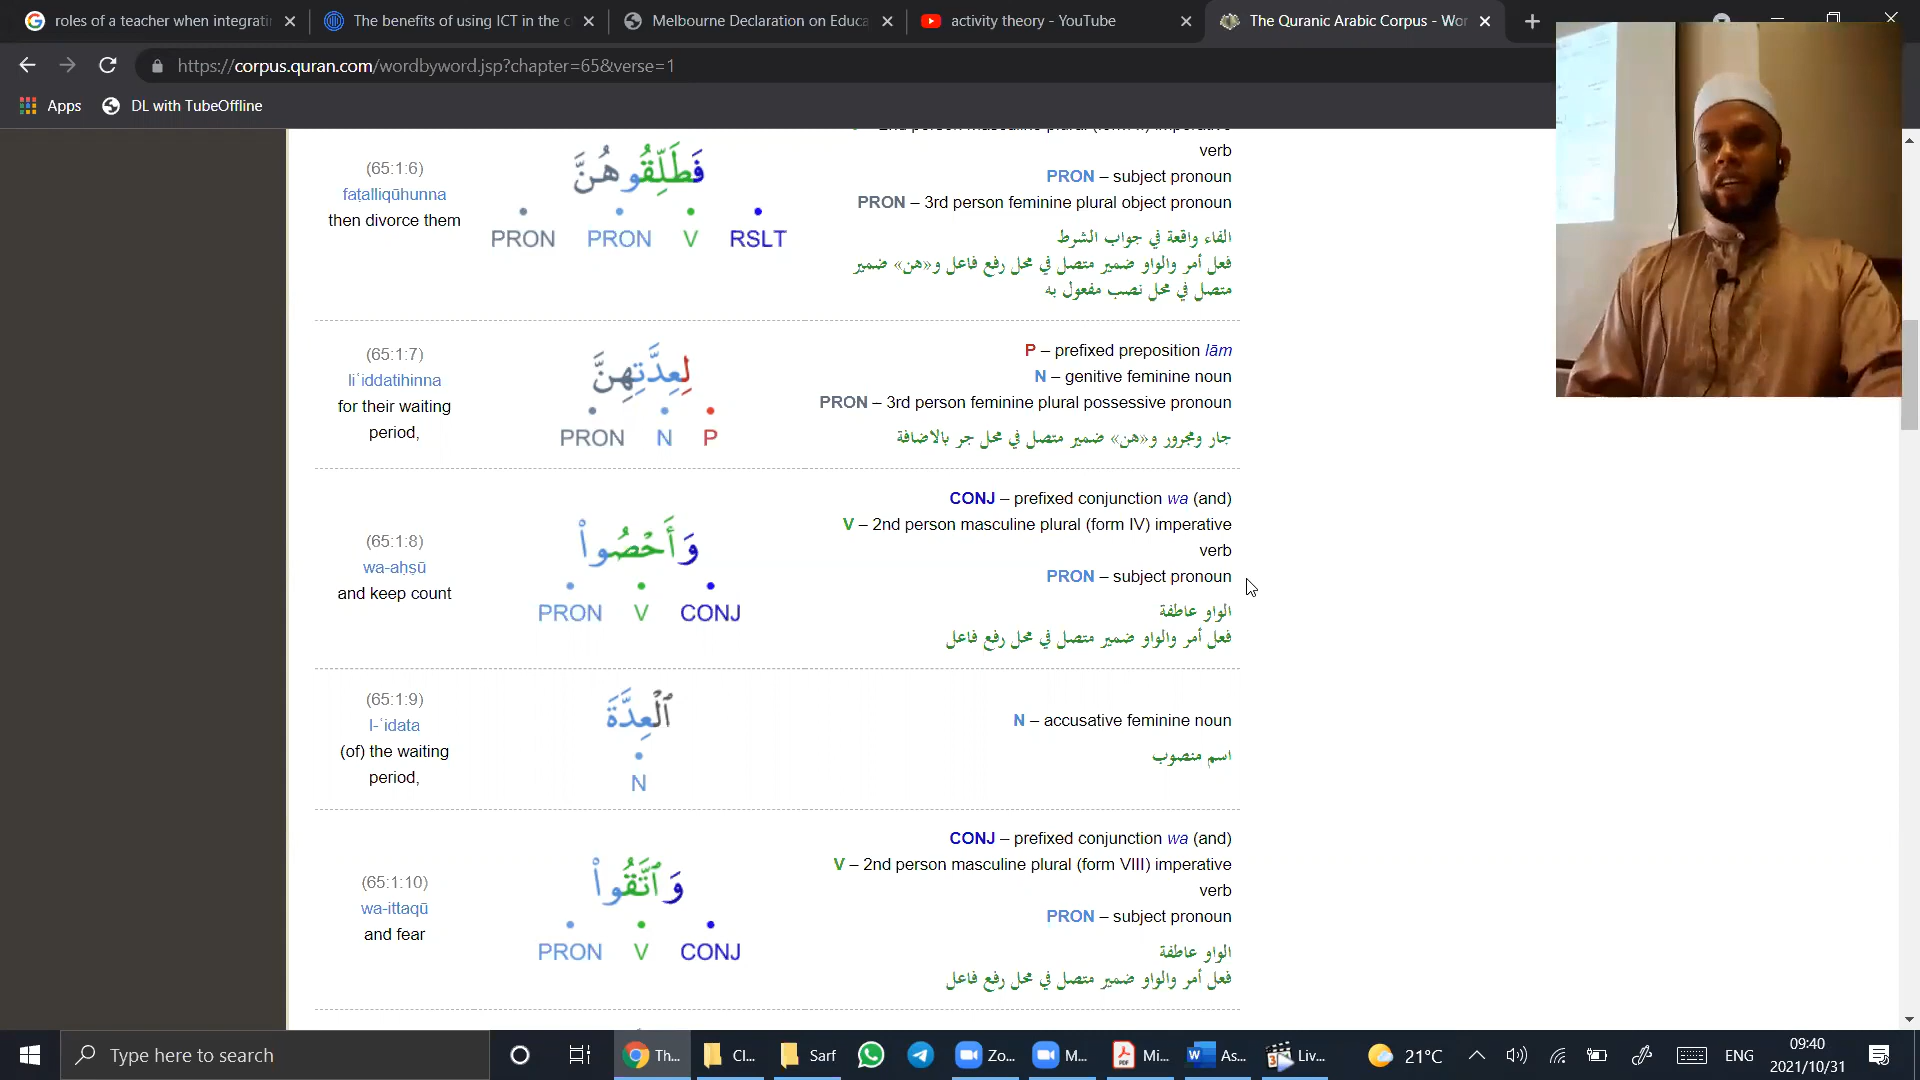 roles of a teacher when integrati
The benefits of using ICT in the c
Melbourne Declaration on Educa
activity theory - YouTube
The Quranic Arabic Corpus - Wor
https://corpus.quran.com/wordbyword.jsp?chapter=65&verse=1
Apps
DL with TubeOffline
(65:1:6)
faṭalliqūhunna
then divorce them
فَطَلِّقُوهُنَّ
PRON PRON V RSLT
2nd person masculine plural (form II) imperative
verb
PRON – subject pronoun
PRON – 3rd person feminine plural object pronoun
الفاء واقعة في جواب الشرط
فعل أمر والواو ضمير متصل في محل رفع فاعل و«هن» ضمير
متصل في محل نصب مفعول به
(65:1:7)
liʿiddatihinna
for their waiting
period,
لِعِدَّتِهِنَّ
PRON N P
P – prefixed preposition lām
N – genitive feminine noun
PRON – 3rd person feminine plural possessive pronoun
جار ومجرور و«هن» ضمير متصل في محل جر بالاضافة
(65:1:8)
wa-aḥṣū
and keep count
وَأَحْصُوا۟
PRON V CONJ
CONJ – prefixed conjunction wa (and)
V – 2nd person masculine plural (form IV) imperative
verb
PRON – subject pronoun
الواو عاطفة
فعل أمر والواو ضمير متصل في محل رفع فاعل
(65:1:9)
l-ʿidata
(of) the waiting
period,
ٱلْعِدَّةَ
N
N – accusative feminine noun
اسم منصوب
(65:1:10)
wa-ittaqū
and fear
وَٱتَّقُوا۟
PRON V CONJ
CONJ – prefixed conjunction wa (and)
V – 2nd person masculine plural (form VIII) imperative
verb
PRON – subject pronoun
الواو عاطفة
فعل أمر والواو ضمير متصل في محل رفع فاعل
Type here to search
Th...
Cl...
Sarf
Zo...
M...
Mi...
As...
Liv...
21°C
ENG
09:40
2021/10/31